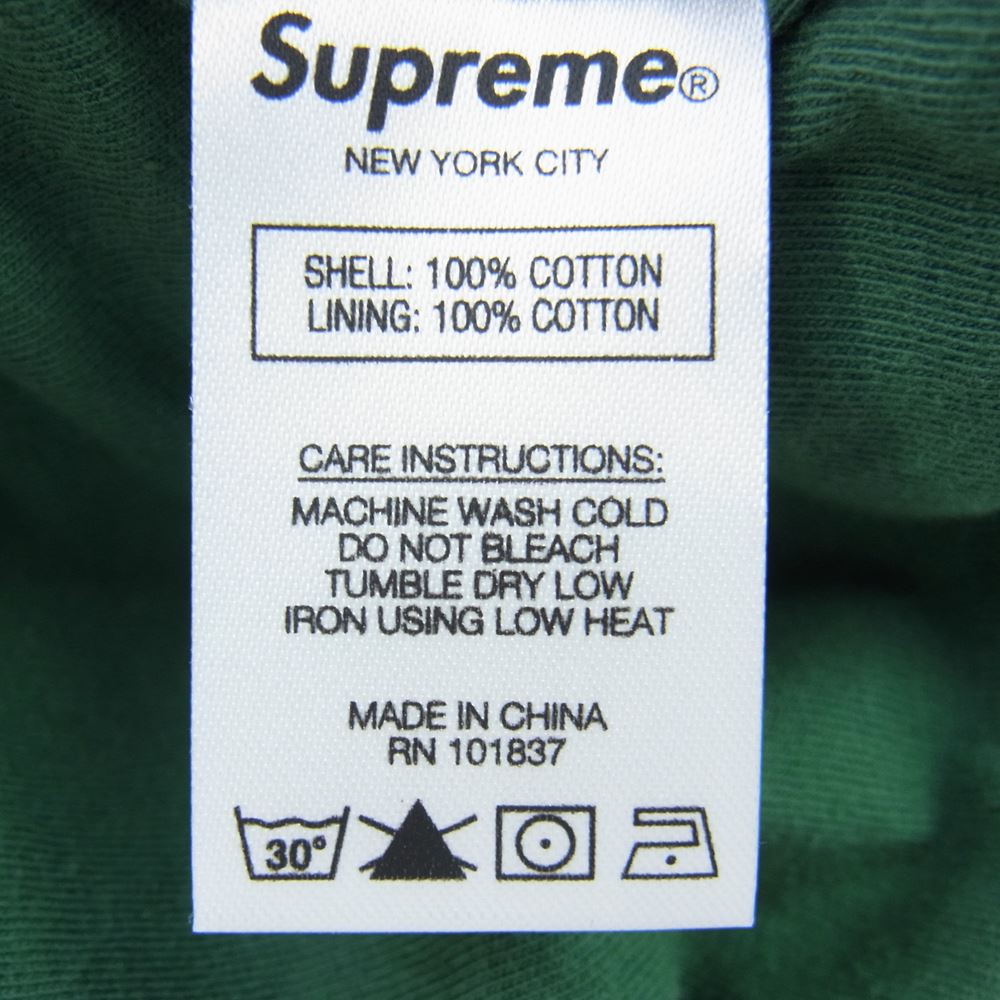 Supreme®
NEW YORK CITY
SHELL: 100% COTTON
LINING: 100% COTTON
CARE INSTRUCTIONS:
MACHINE WASH COLD
DO NOT BLEACH
TUMBLE DRY LOW
IRON USING LOW HEAT
MADE IN CHINA
RN 101837
30°